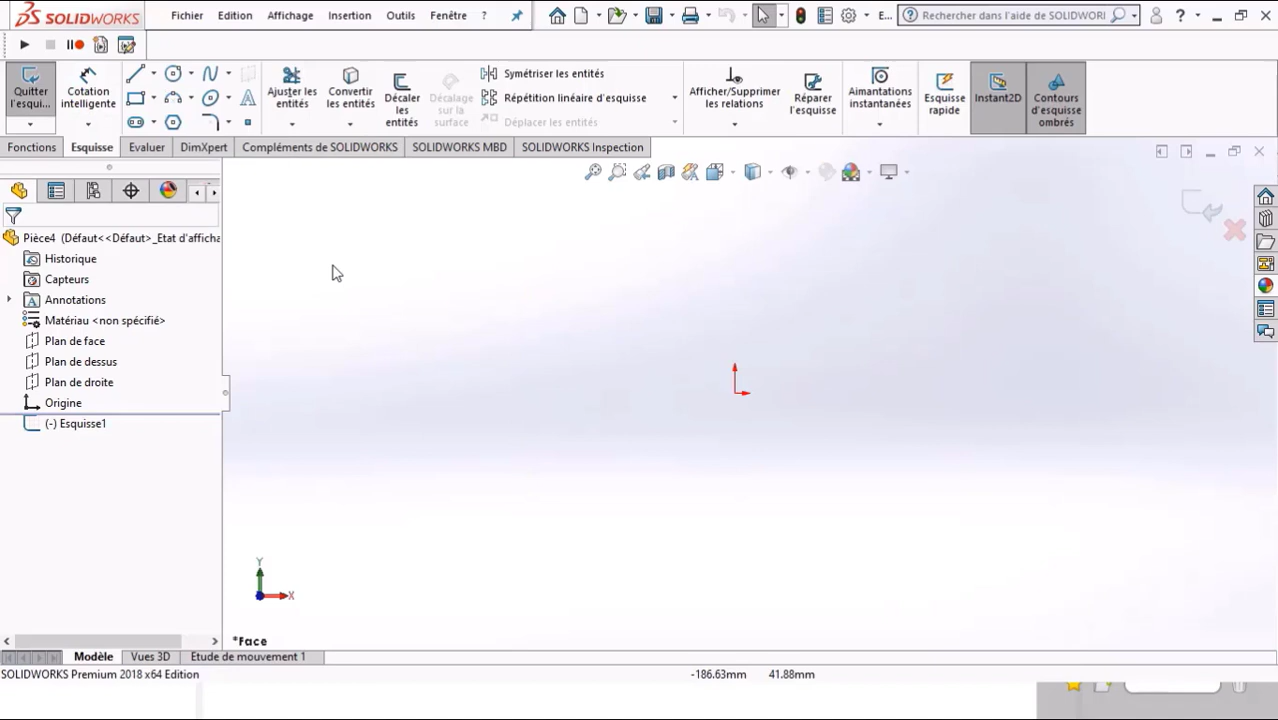 SOLIDWORKS Fichier Edition Affichage Insertion Outils Fenêtre ? E... Rechercher dans l'aide de SOLIDWORI ?
Quitter l'esqui...
Cotation intelligente
Ajuster les entités
Convertir les entités
Décaler les entités
Décalage sur la surface
Symétriser les entités
Répétition linéaire d'esquisse
Déplacer les entités
Afficher/Supprimer les relations
Réparer l'esquisse
Aimantations instantanées
Esquisse rapide
Instant2D
Contours d'esquisse ombrés
Fonctions Esquisse Evaluer DimXpert Compléments de SOLIDWORKS SOLIDWORKS MBD SOLIDWORKS Inspection
Pièce4 (Défaut<<Défaut>_Etat d'afficha
Historique
Capteurs
Annotations
Matériau <non spécifié>
Plan de face
Plan de dessus
Plan de droite
Origine
(-) Esquisse1
Y
X
*Face
Modèle Vues 3D Etude de mouvement 1
SOLIDWORKS Premium 2018 x64 Edition -186.63mm 41.88mm